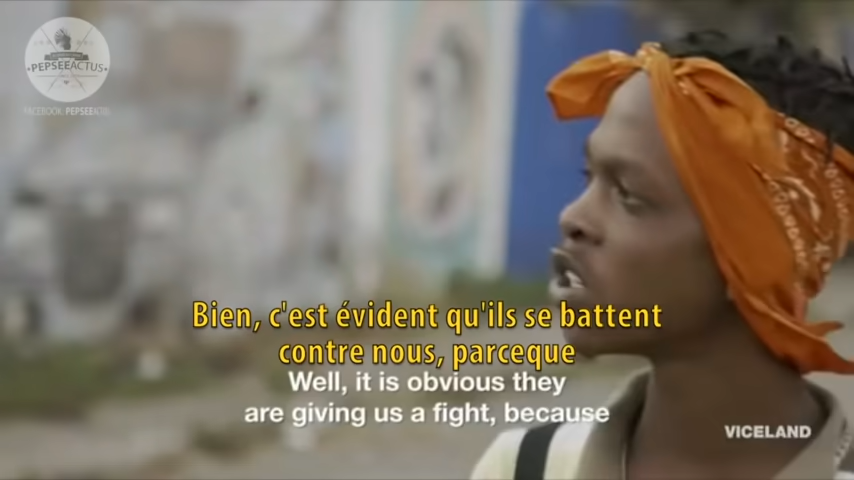 PEPSEEACTUS
FACEBOOK: PEPSEEACTUS
Bien, c'est évident qu'ils se battent
contre nous, parceque
Well, it is obvious they
are giving us a fight, because
VICELAND